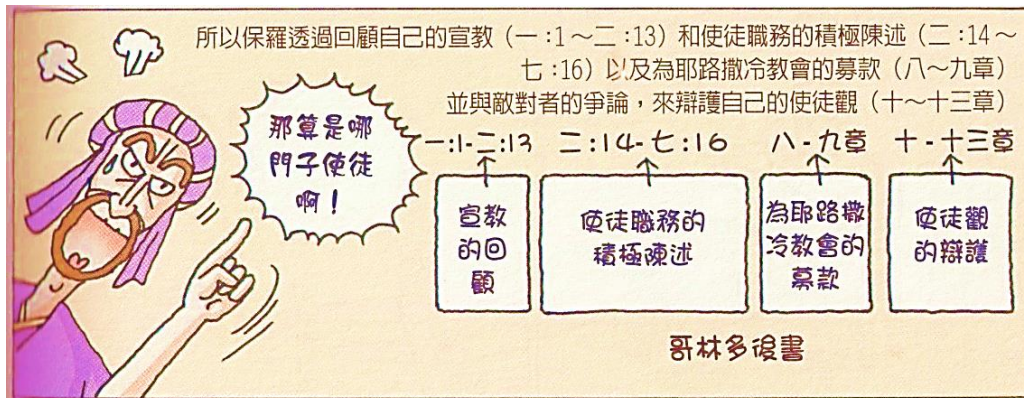 所以保羅透過回顧自己的宣教（一:1～二:13）和使徒職務的積極陳述（二:14～
七:16）以及為耶路撒冷教會的募款（八～九章）
並與敵對者的爭論，來辯護自己的使徒觀（十～十三章）
那算是哪
門子使徒
啊！
一:1-二:13
二:14-七:16
八-九章
十-十三章
宣教
的回
顧
使徒職務的
積極陳述
為耶路撒
冷教會的
募款
使徒觀
的辯護
哥林多後書